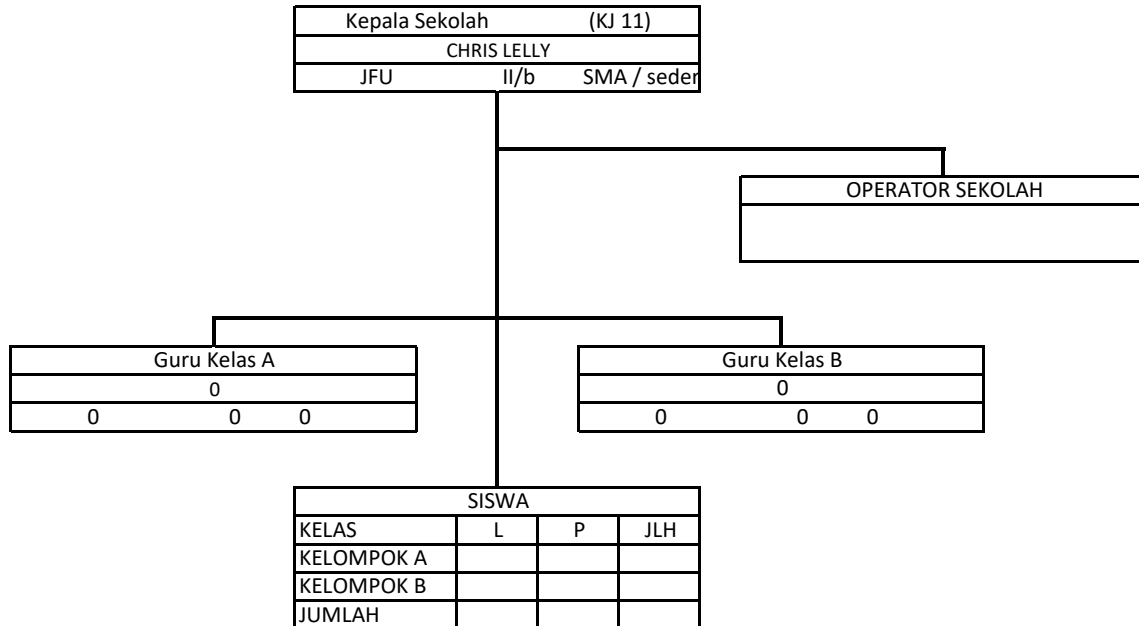 Kepala Sekolah (KJ 11)
CHRIS LELLY
JFU II/b SMA / seder
OPERATOR SEKOLAH
Guru Kelas A
0
0 0 0
Guru Kelas B
0
0 0 0
SISWA
KELAS L P JLH
KELOMPOK A
KELOMPOK B
JUMLAH